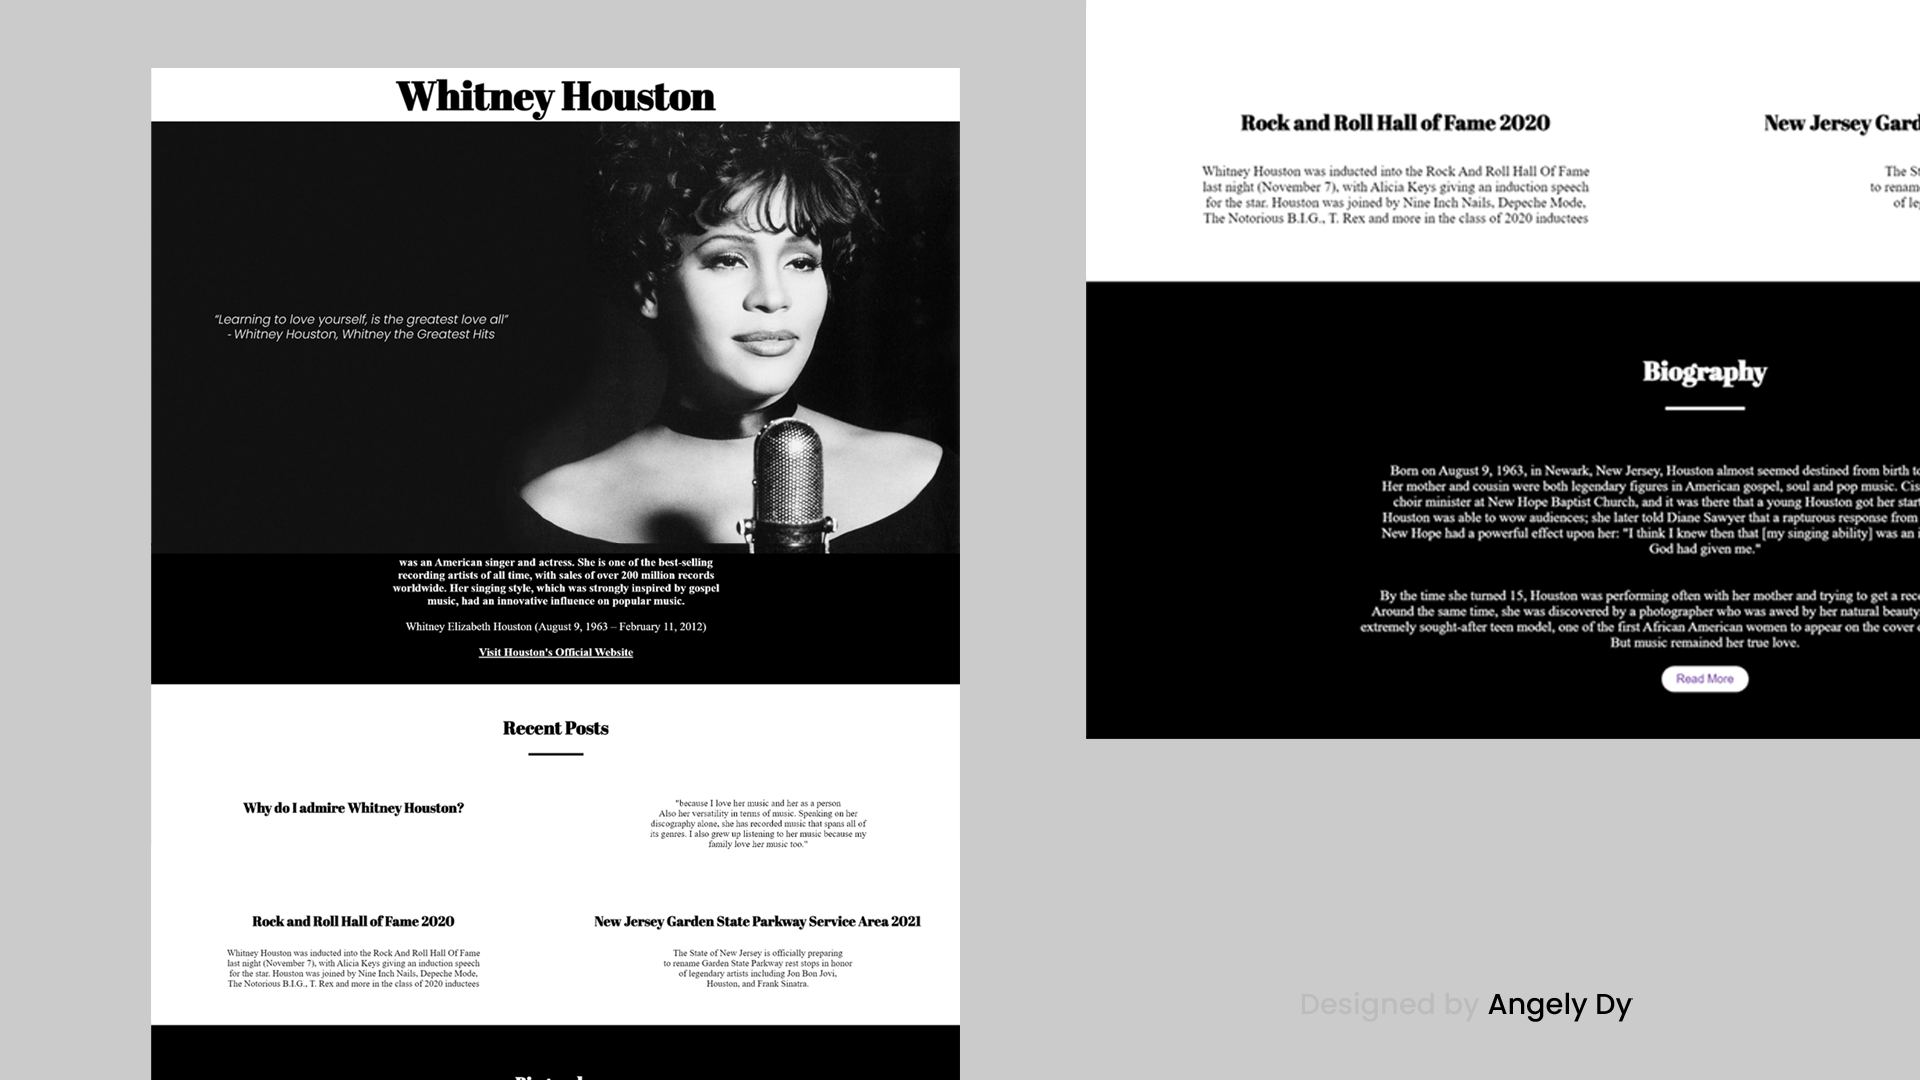 Whitney Houston
“Learning to love yourself, is the greatest love all”
- Whitney Houston, Whitney the Greatest Hits
was an American singer and actress. She is one of the best-selling
recording artists of all time, with sales of over 200 million records
worldwide. Her singing style, which was strongly inspired by gospel
music, had an innovative influence on popular music.
Whitney Elizabeth Houston (August 9, 1963 – February 11, 2012)
Visit Houston's Official Website
Recent Posts
Why do I admire Whitney Houston?
"because I love her music and her as a person
Also her versatility in terms of music. Speaking on her
discography alone, she has recorded music that spans all of
its genres. I also grew up listening to her music because my
family love her music too."
Rock and Roll Hall of Fame 2020
Whitney Houston was inducted into the Rock And Roll Hall Of Fame
last night (November 7), with Alicia Keys giving an induction speech
for the star. Houston was joined by Nine Inch Nails, Depeche Mode,
The Notorious B.I.G., T. Rex and more in the class of 2020 inductees
New Jersey Garden State Parkway Service Area 2021
The State of New Jersey is officially preparing
to rename Garden State Parkway rest stops in honor
of legendary artists including Jon Bon Jovi,
Houston, and Frank Sinatra.
Rock and Roll Hall of Fame 2020
Whitney Houston was inducted into the Rock And Roll Hall Of Fame
last night (November 7), with Alicia Keys giving an induction speech
for the star. Houston was joined by Nine Inch Nails, Depeche Mode,
The Notorious B.I.G., T. Rex and more in the class of 2020 inductees
New Jersey
The
to
of
Biography
Born on August 9, 1963, in Newark, New Jersey, Houston almost seemed destined from birth to
Her mother and cousin were both legendary figures in American gospel, soul and pop music.
choir minister at New Hope Baptist Church, and it was there that a young Houston got her start
Houston was able to wow audiences; she later told Diane Sawyer that a rapturous response from
New Hope had a powerful effect upon her: "I think I knew then that [my singing ability] was an
God had given me."
By the time she turned 15, Houston was performing often with her mother and trying to get a
Around the same time, she was discovered by a photographer who was awed by her natural beauty
extremely sought-after teen model, one of the first African American women to appear on the cover
But music remained her true love.
Read More
Designed by Angely Dy